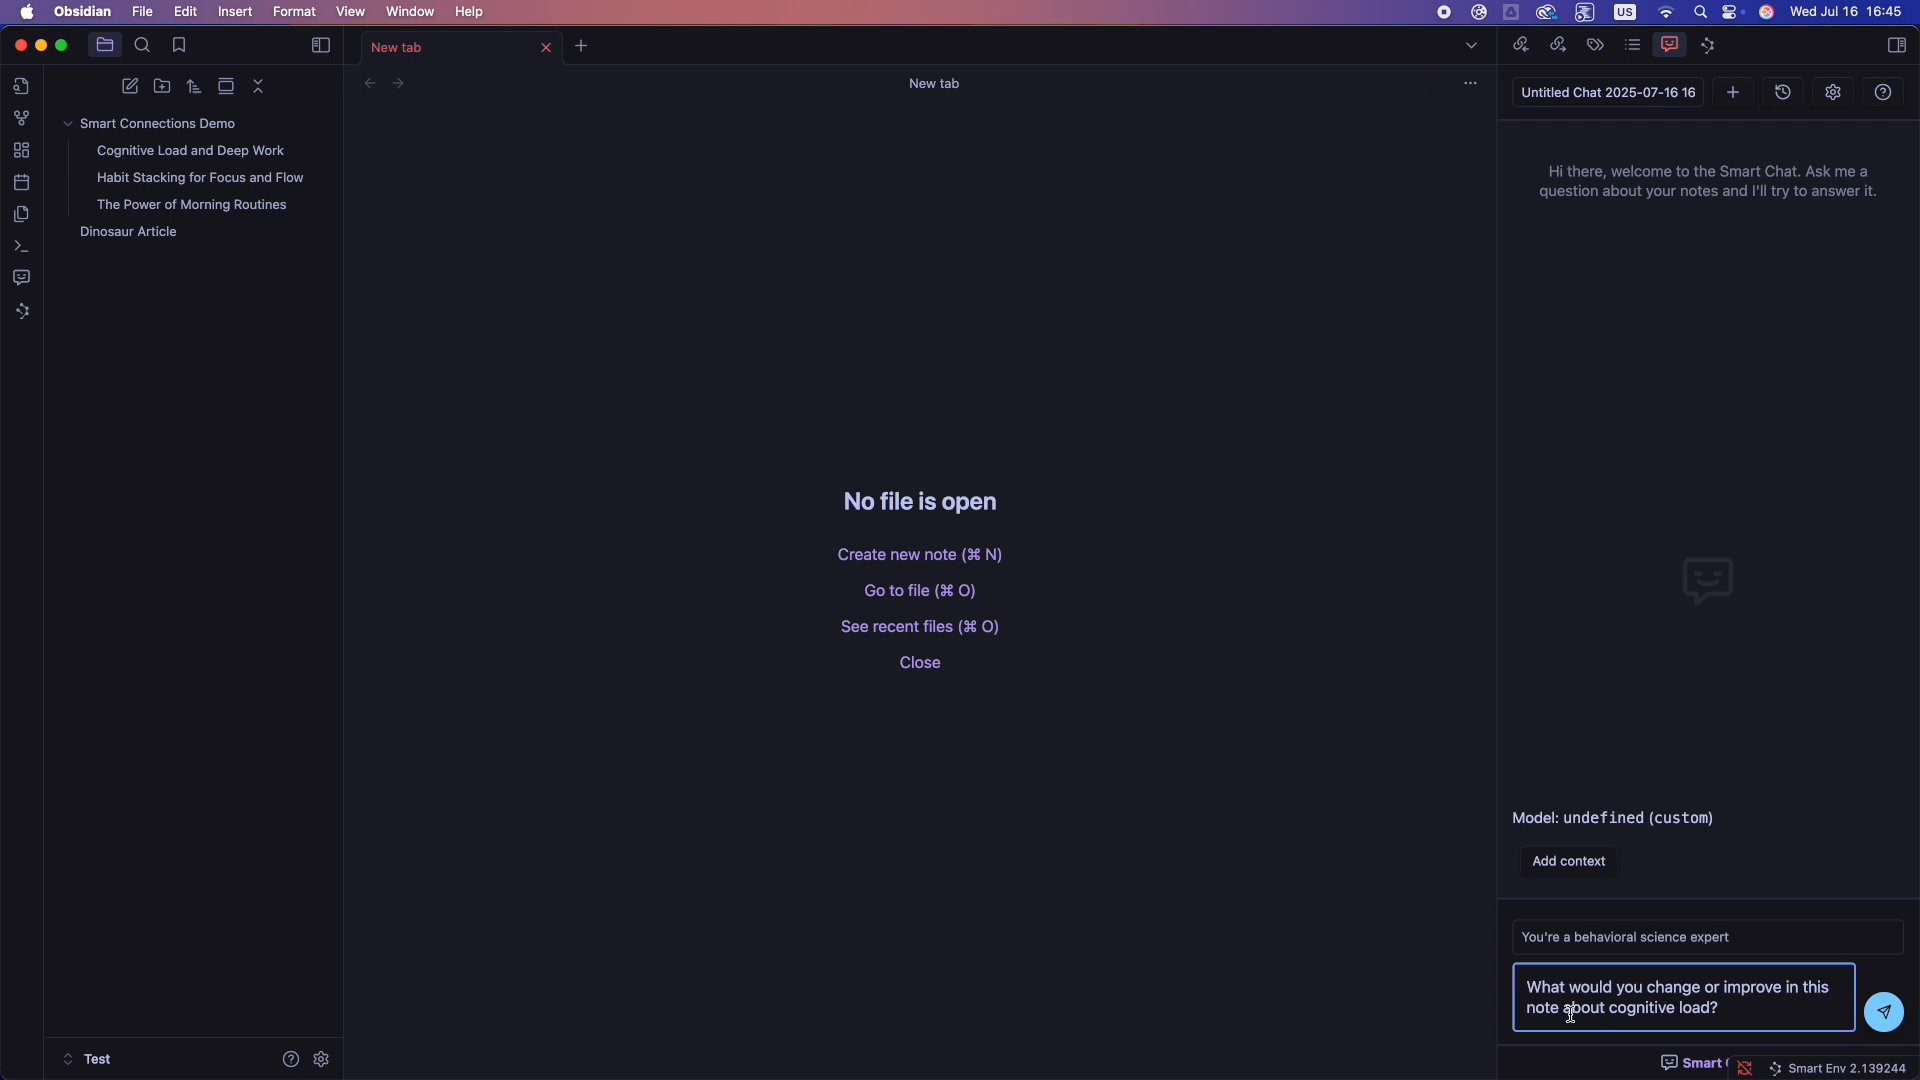 Obsidian File Edit Insert Format View Window Help
US Wed Jul 16 16:45
New tab
New tab
Smart Connections Demo
Cognitive Load and Deep Work
Habit Stacking for Focus and Flow
The Power of Morning Routines
Dinosaur Article
No file is open
Create new note (⌘ N)
Go to file (⌘ O)
See recent files (⌘ O)
Close
Test
Untitled Chat 2025-07-16 16
Hi there, welcome to the Smart Chat. Ask me a
question about your notes and I'll try to answer it.
Model: undefined (custom)
Add context
You're a behavioral science expert
What would you change or improve in this
note about cognitive load?
Smart
Smart Env 2.139244